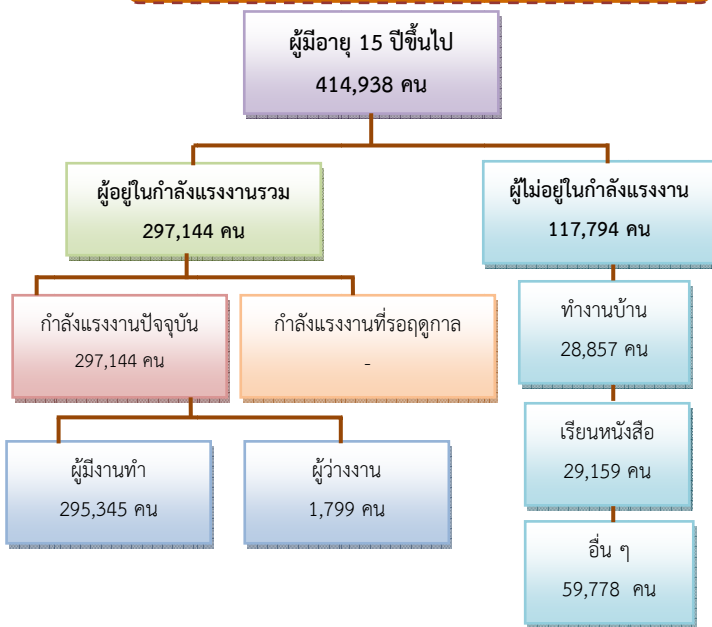 ผู้มีอายุ 15 ปีขึ้นไป
414,938 คน
ผู้อยู่ในกำลังแรงงานรวม
297,144 คน
ผู้ไม่อยู่ในกำลังแรงงาน
117,794 คน
กำลังแรงงานปัจจุบัน
297,144 คน
กำลังแรงงานที่รอฤดูกาล
-
ทำงานบ้าน
28,857 คน
ผู้มีงานทำ
295,345 คน
ผู้ว่างงาน
1,799 คน
เรียนหนังสือ
29,159 คน
อื่น ๆ
59,778 คน